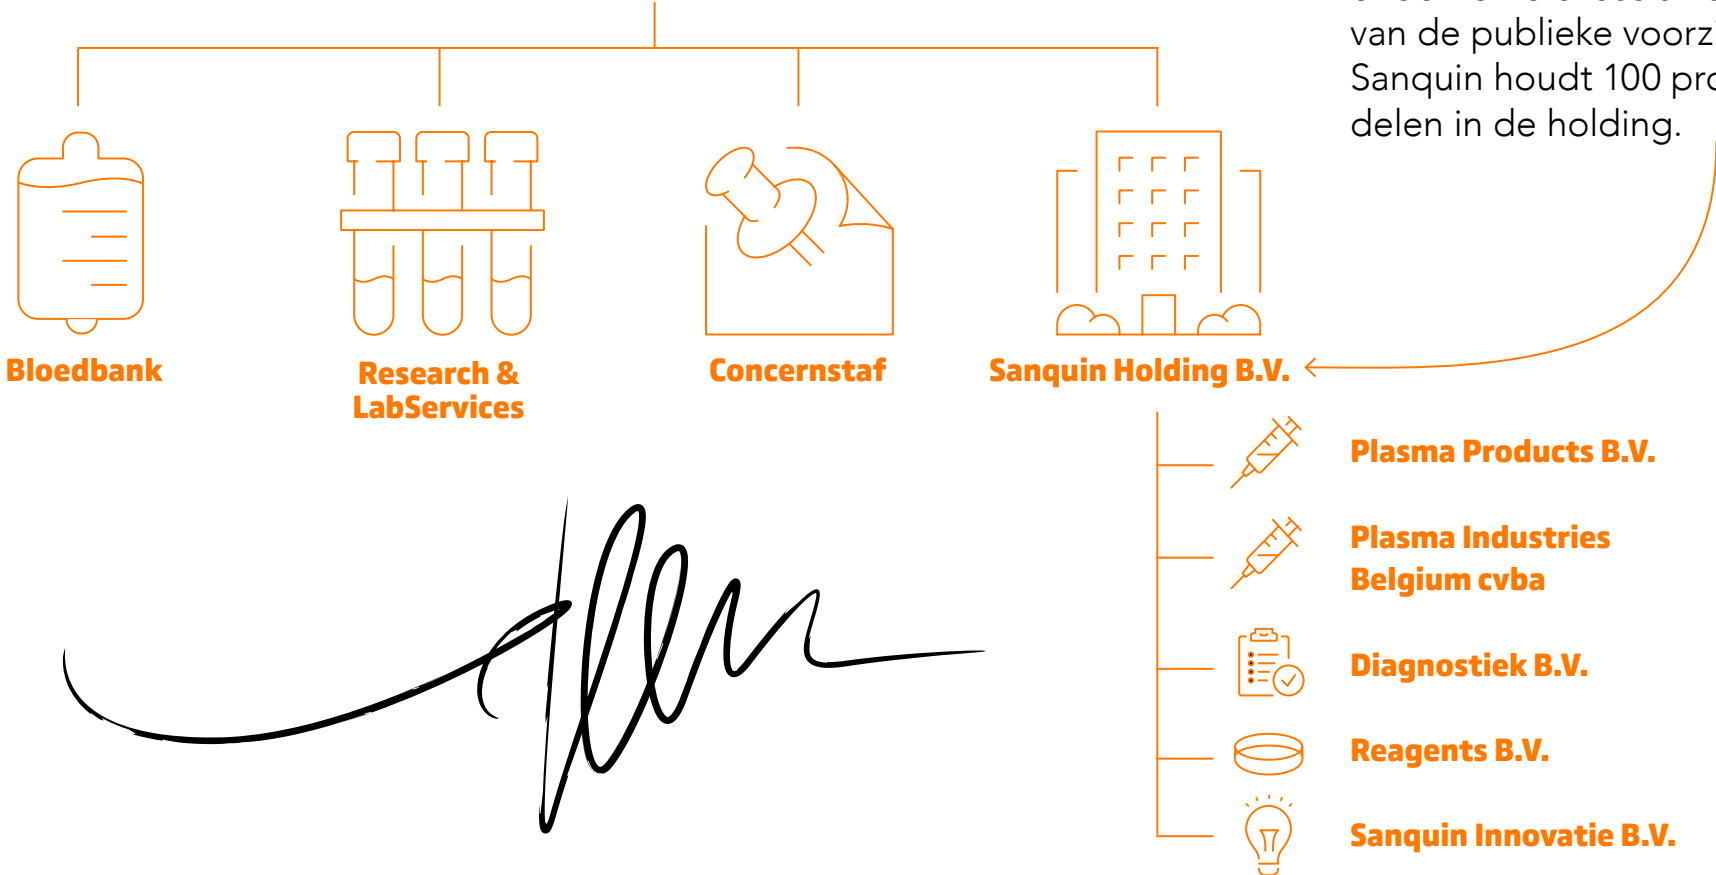 van de publieke voorz
Sanquin houdt 100 pro
delen in de holding.
Bloedbank
Research &
LabServices
Concernstaf
Sanquin Holding B.V.
Plasma Products B.V.
Plasma Industries
Belgium cvba
Diagnostiek B.V.
Reagents B.V.
Sanquin Innovatie B.V.